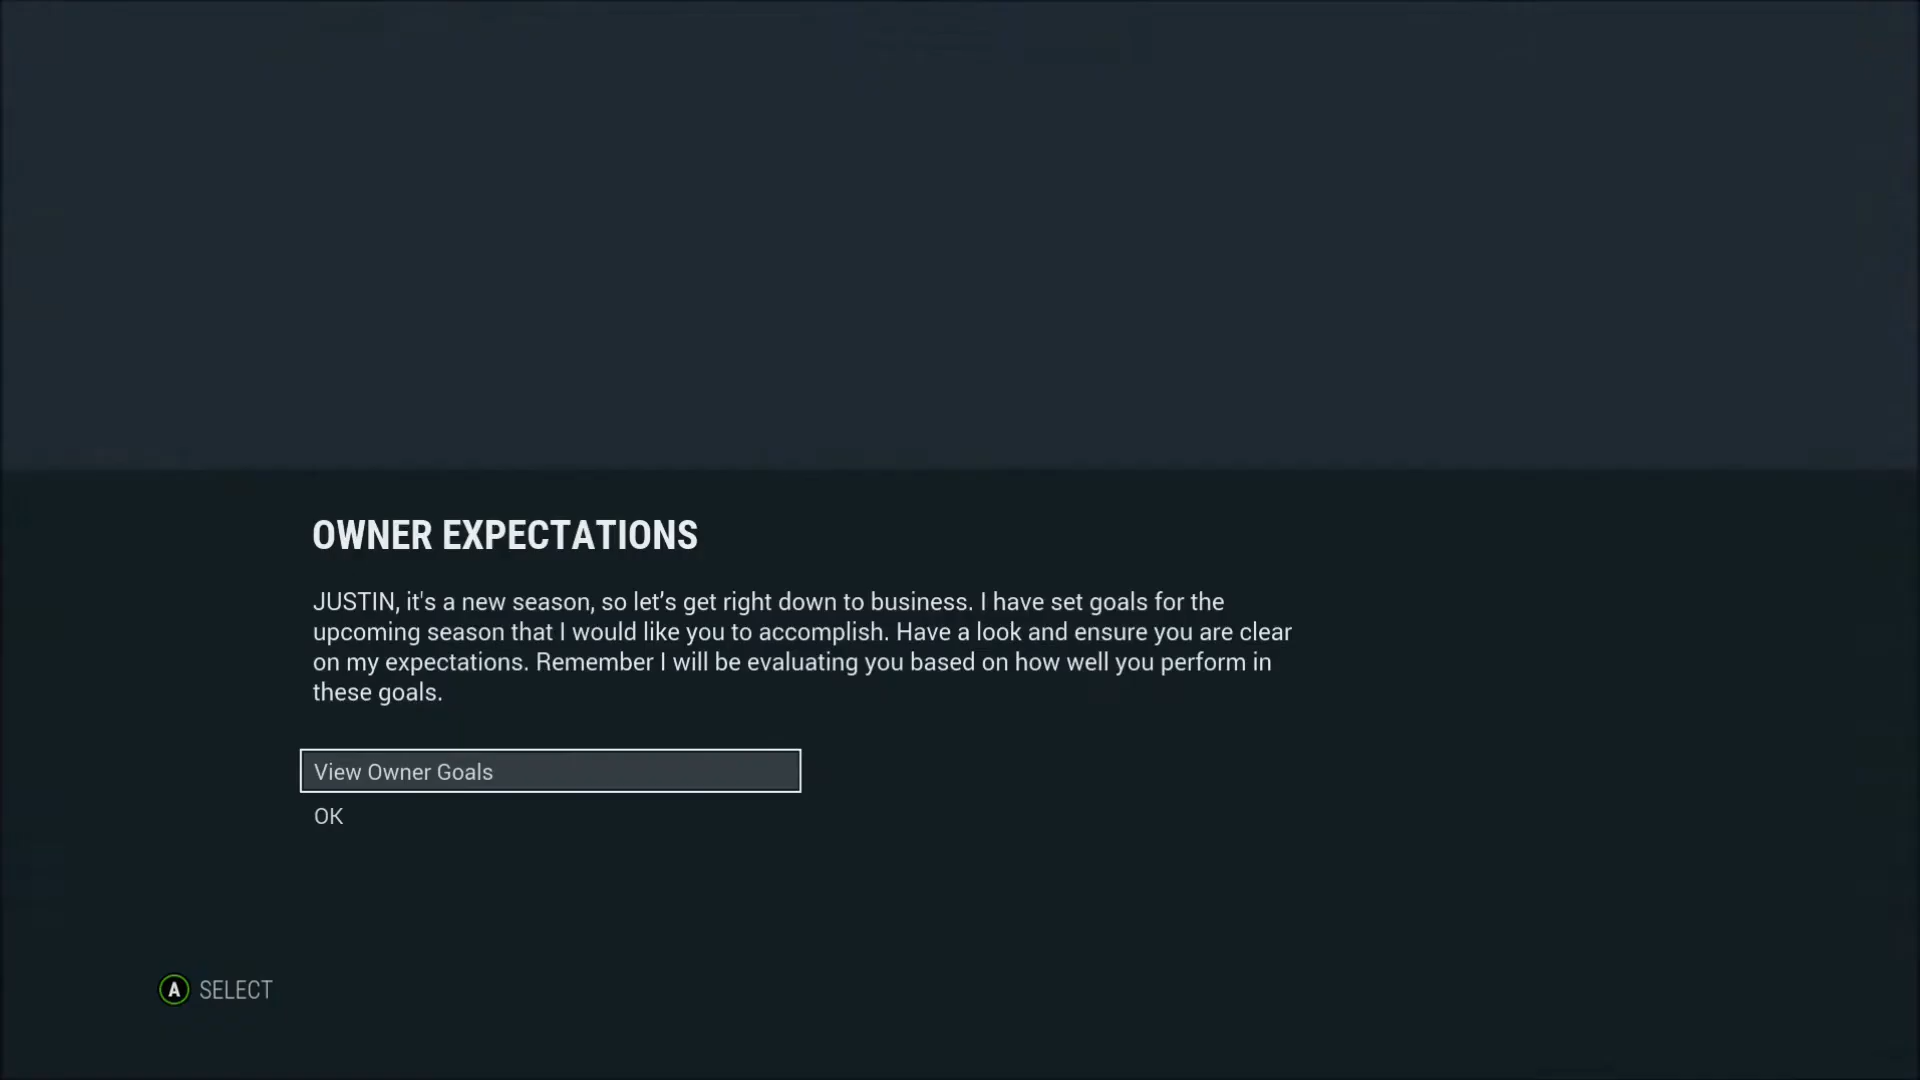 OWNER EXPECTATIONS
JUSTIN, it's a new season, so let’s get right down to business. I have set goals for the
upcoming season that I would like you to accomplish. Have a look and ensure you are clear
on my expectations. Remember I will be evaluating you based on how well you perform in
these goals.
View Owner Goals
OK
A SELECT